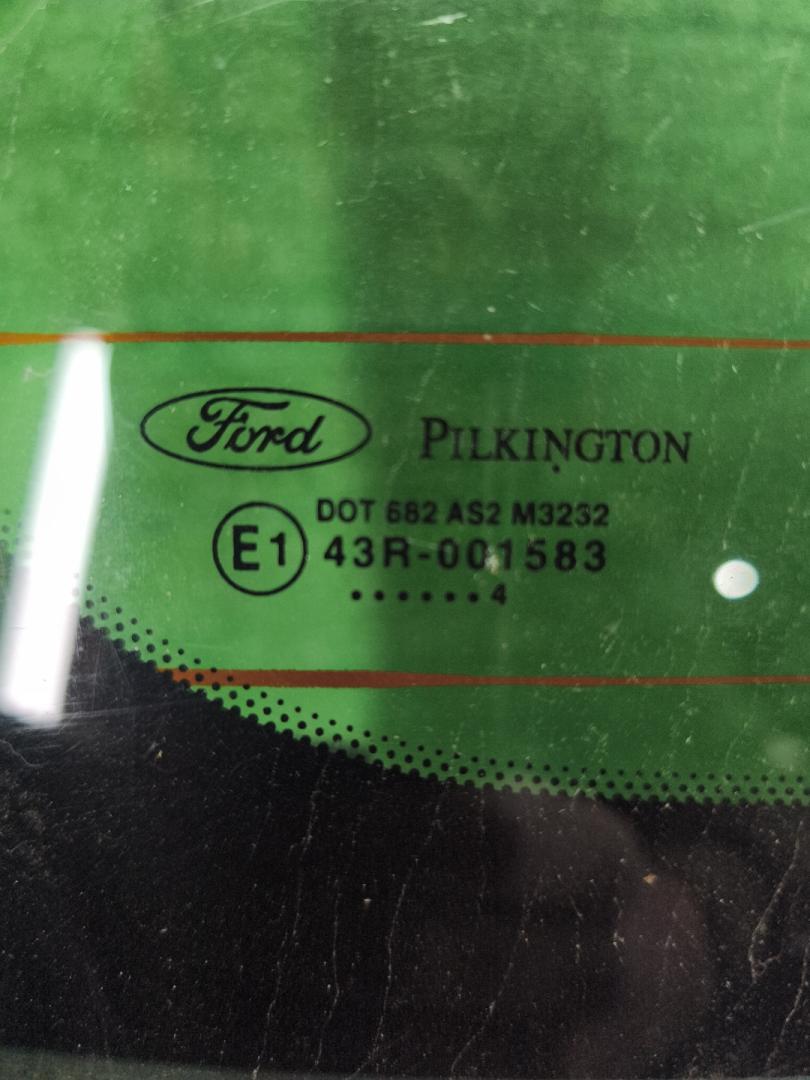 Ford PILKINGTON
DOT 682 AS2 M3232
E1 43R-001583
.......4